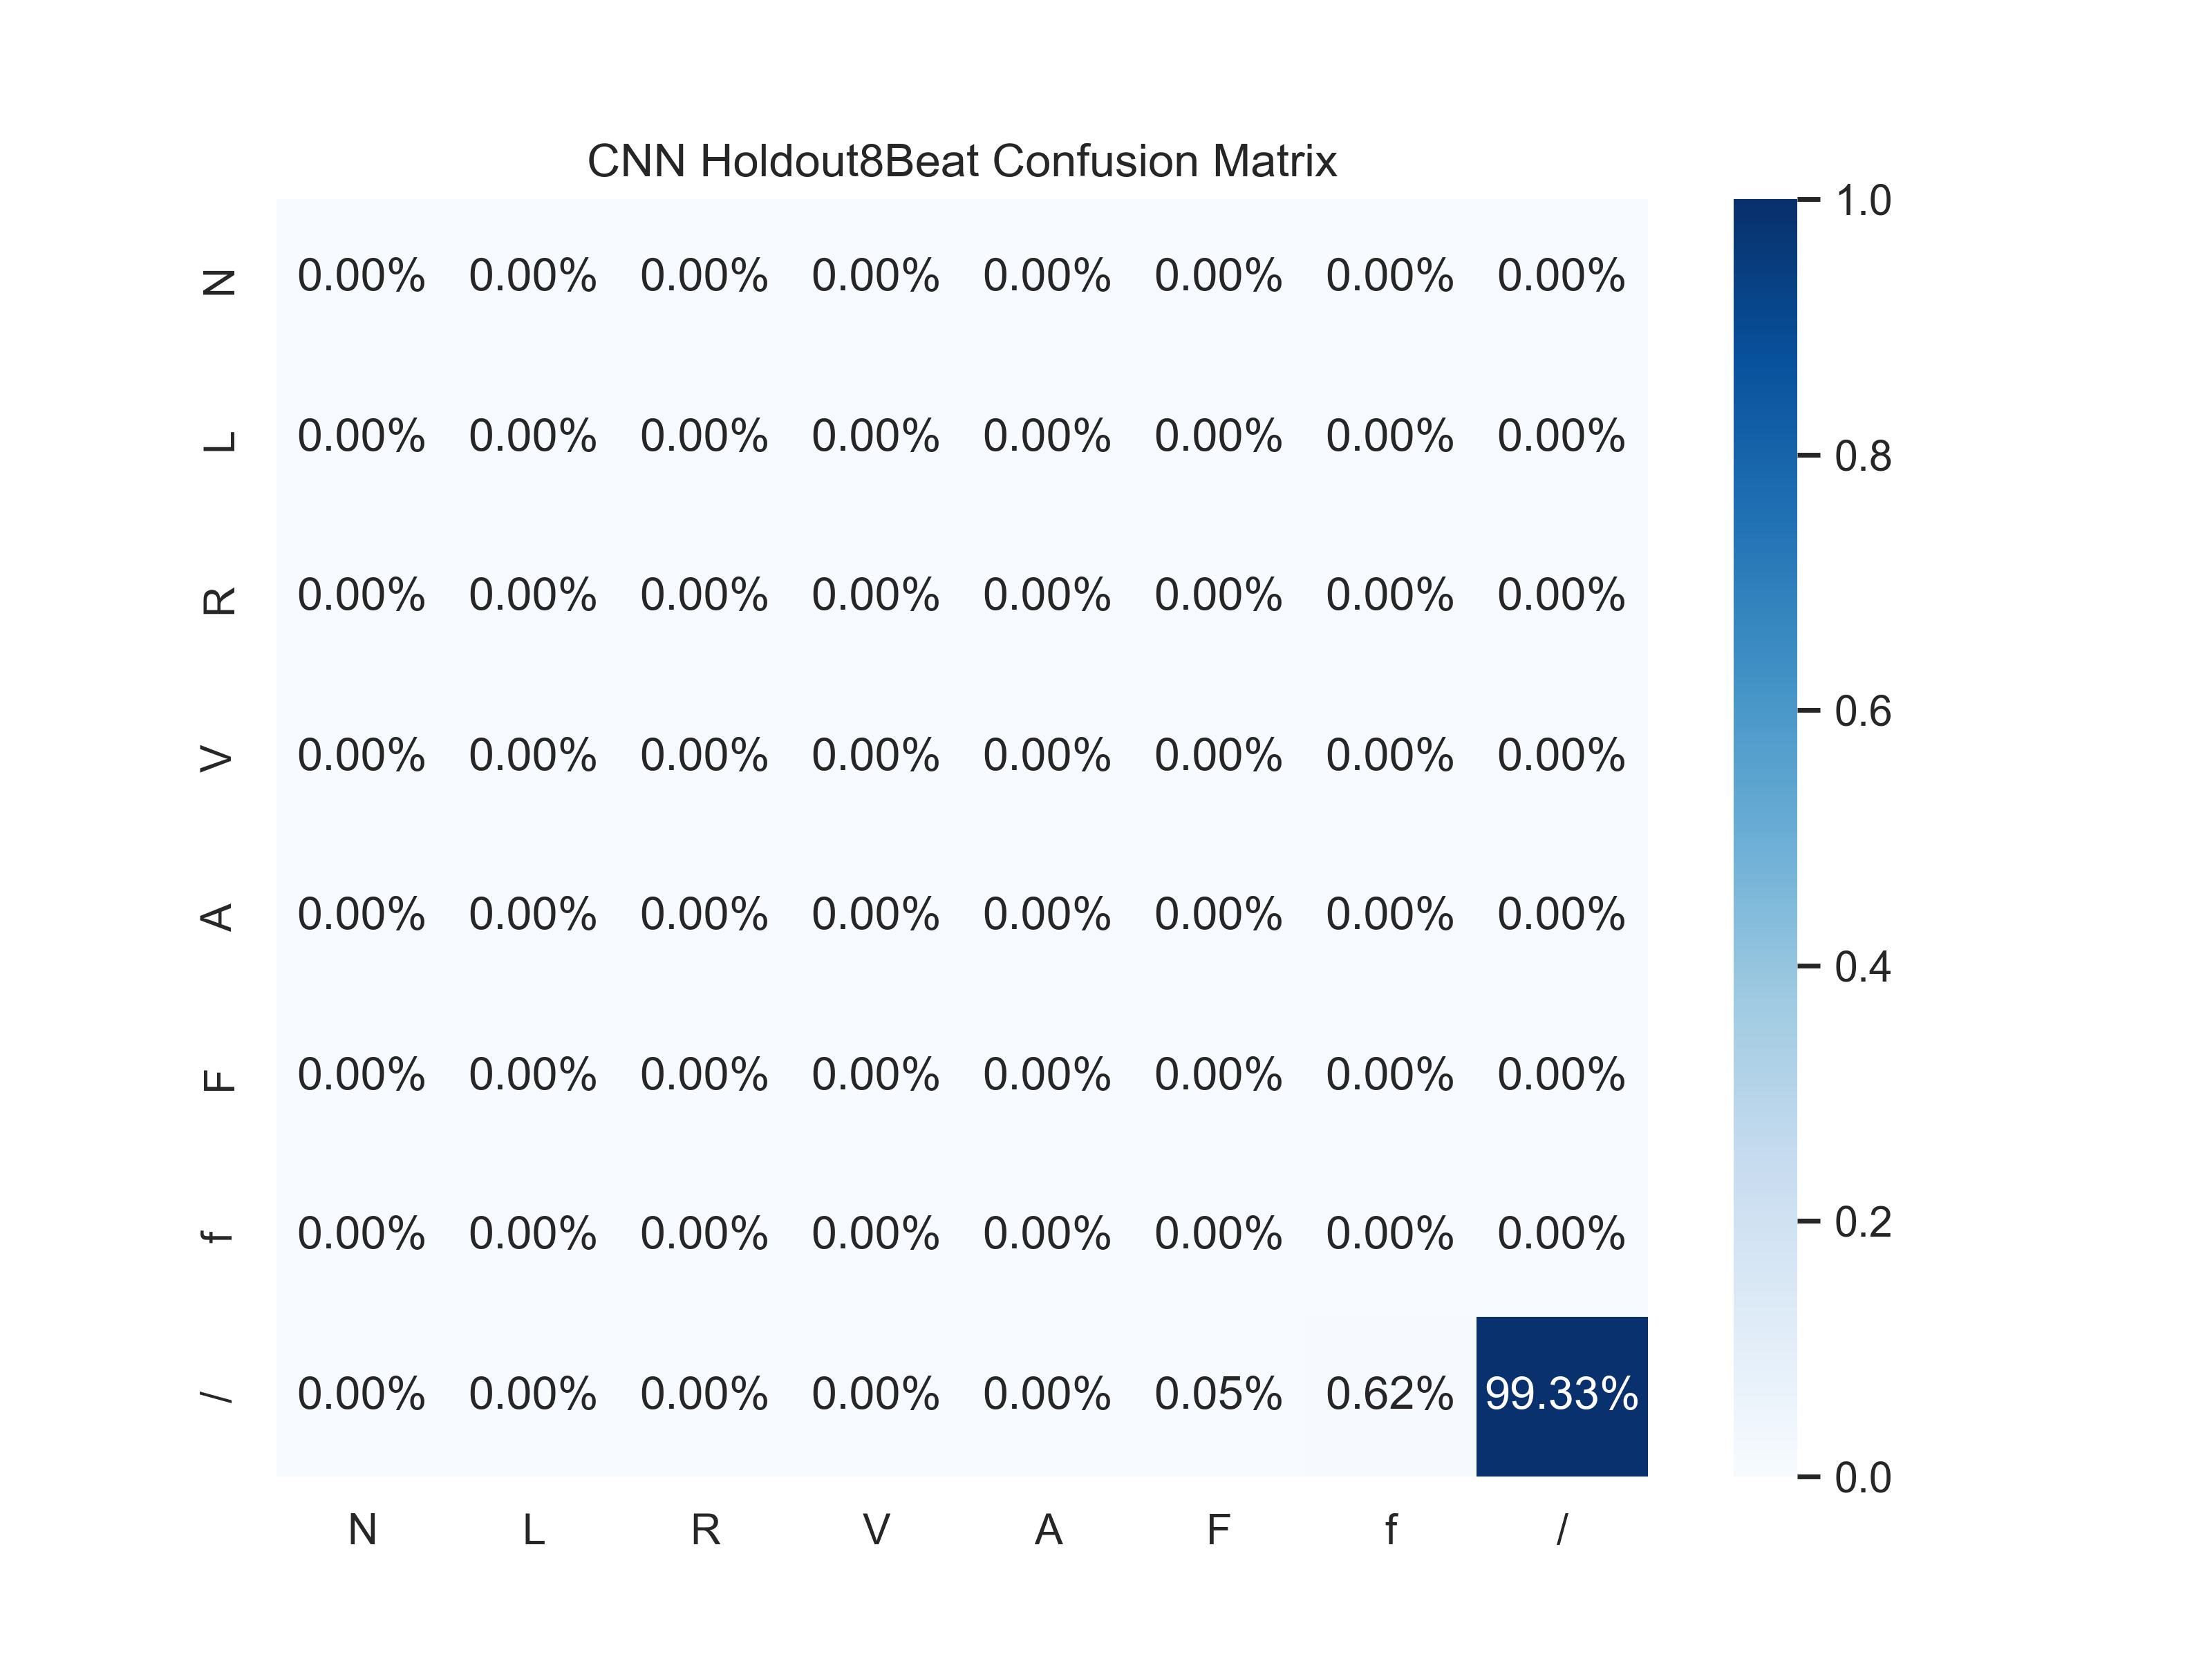 CNN Holdout8Beat Confusion Matrix
1.0
N 0.00% 0.00% 0.00% 0.00% 0.00% 0.00% 0.00% 0.00%
L 0.00% 0.00% 0.00% 0.00% 0.00% 0.00% 0.00% 0.00%
0.8
R 0.00% 0.00% 0.00% 0.00% 0.00% 0.00% 0.00% 0.00%
0.6
V 0.00% 0.00% 0.00% 0.00% 0.00% 0.00% 0.00% 0.00%
A 0.00% 0.00% 0.00% 0.00% 0.00% 0.00% 0.00% 0.00%
0.4
F 0.00% 0.00% 0.00% 0.00% 0.00% 0.00% 0.00% 0.00%
0.2
f 0.00% 0.00% 0.00% 0.00% 0.00% 0.00% 0.00% 0.00%
/ 0.00% 0.00% 0.00% 0.00% 0.00% 0.05% 0.62% 99.33%
0.0
N L R V A F f /